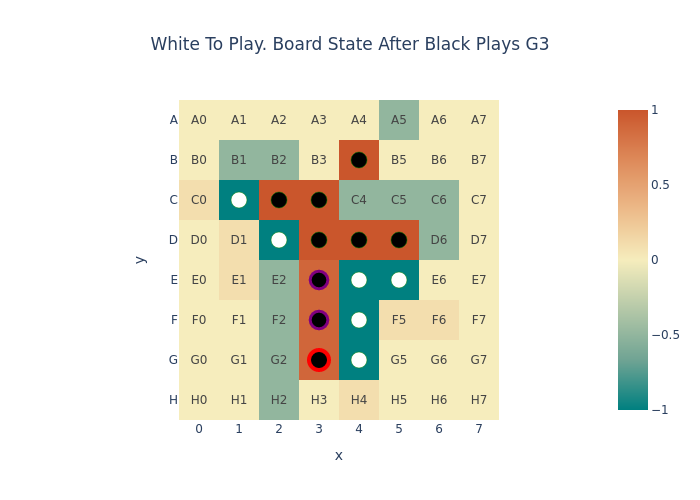 White To Play. Board State After Black Plays G3
A A0 A1 A2 A3 A4 A5 A6 A7
B B0 B1 B2 B3 B5 B6 B7
C C0 C4 C5 C6 C7
D D0 D1 D6 D7
E E0 E1 E2 E6 E7
F F0 F1 F2 F5 F6 F7
G G0 G1 G2 G5 G6 G7
H H0 H1 H2 H3 H4 H5 H6 H7
0 1 2 3 4 5 6 7
x
y
1
0.5
0
−0.5
−1